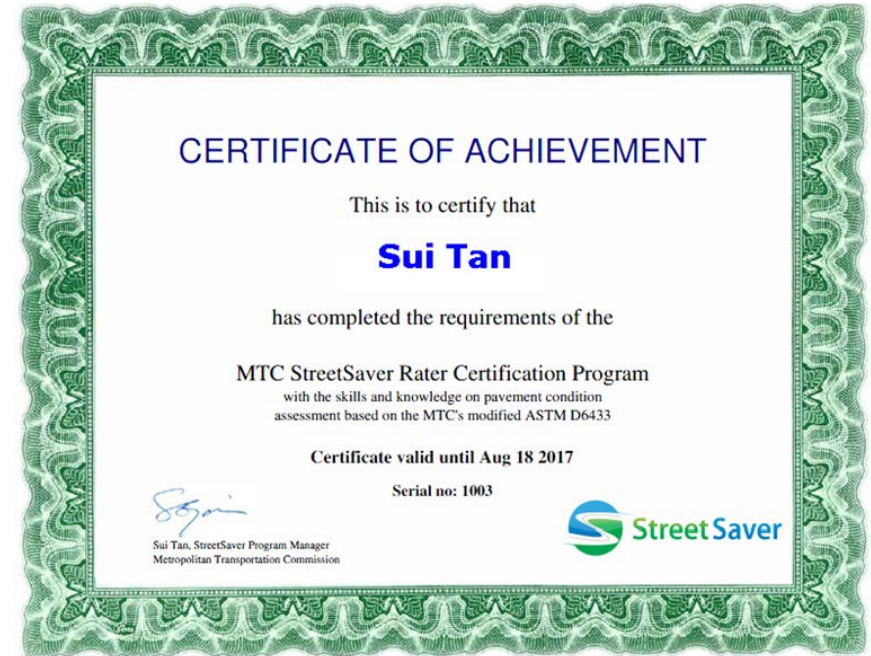 CERTIFICATE OF ACHIEVEMENT
This is to certify that
Sui Tan
has completed the requirements of the
MTC StreetSaver Rater Certification Program
with the skills and knowledge on pavement condition
assessment based on the MTC's modified ASTM D6433
Certificate valid until Aug 18 2017
Serial no: 1003
Sui Tan, StreetSaver Program Manager
Metropolitan Transportation Commission
StreetSaver